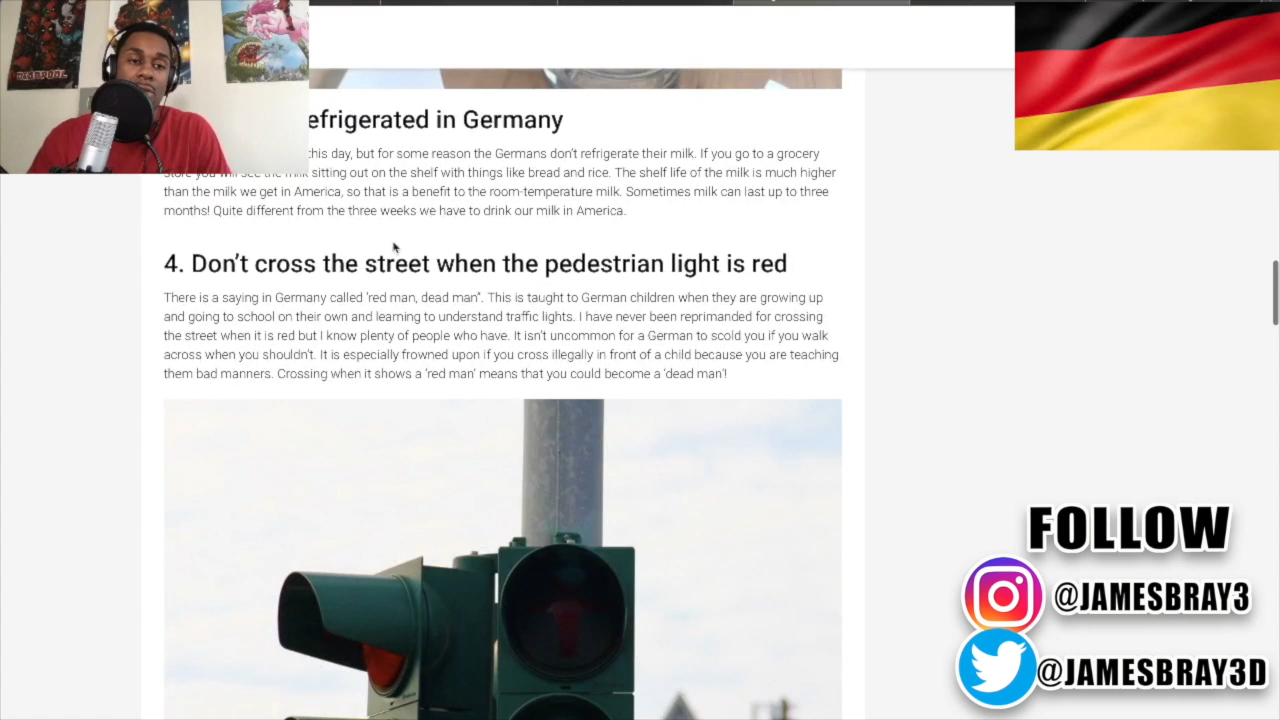 DEADPOOL
efrigerated in Germany
this day, but for some reason the Germans don't refrigerate their milk. If you go to a grocery
store you will see the milk sitting out on the shelf with things like bread and rice. The shelf life of the milk is much higher
than the milk we get in America, so that is a benefit to the room-temperature milk. Sometimes milk can last up to three
months! Quite different from the three weeks we have to drink our milk in America.
4. Don't cross the street when the pedestrian light is red
There is a saying in Germany called 'red man, dead man". This is taught to German children when they are growing up
and going to school on their own and learning to understand traffic lights. I have never been reprimanded for crossing
the street when it is red but I know plenty of people who have. It isn't uncommon for a German to scold you if you walk
across when you shouldn't. It is especially frowned upon if you cross illegally in front of a child because you are teaching
them bad manners. Crossing when it shows a 'red man' means that you could become a 'dead man'!
FOLLOW
@JAMESBRAY3
@JAMESBRAY3D